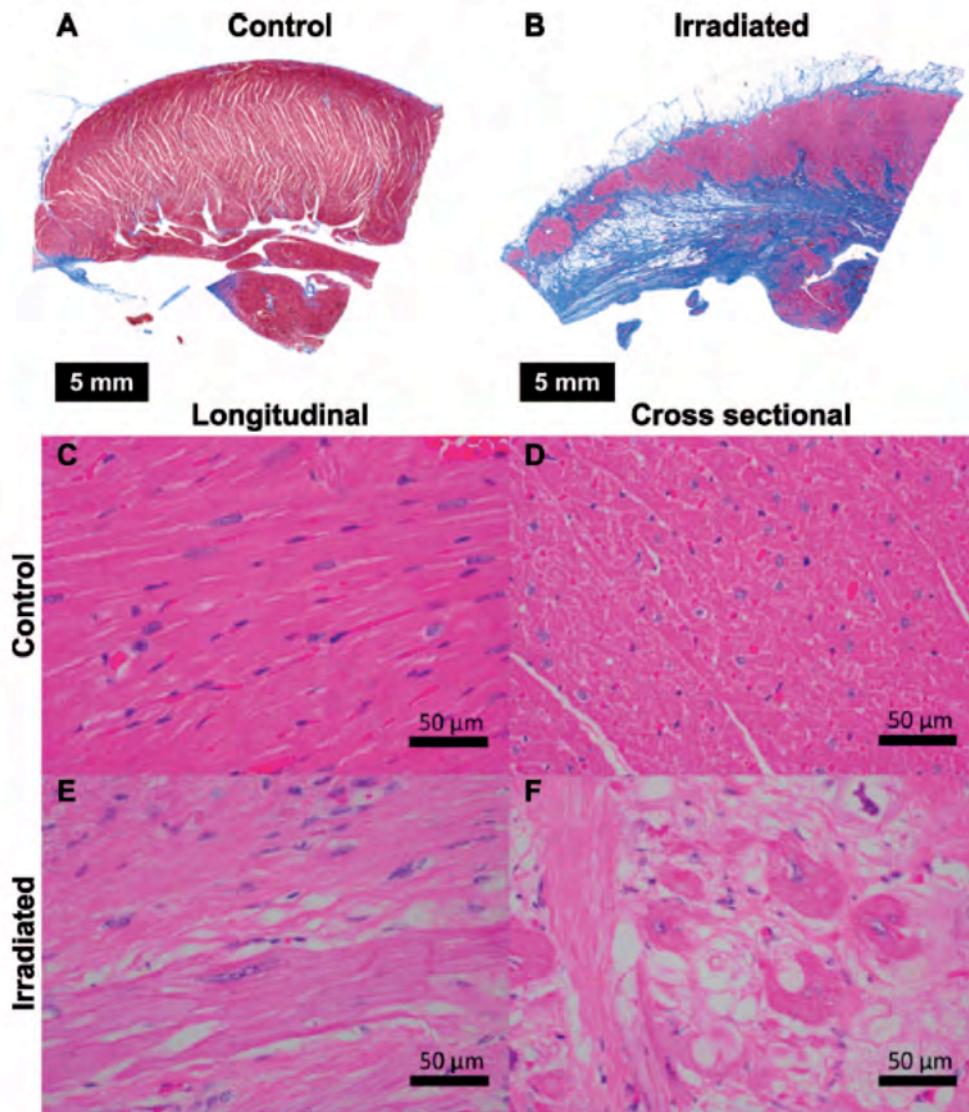 A Control B Irradiated
5 mm 5 mm
Longitudinal Cross sectional
Control
C D
50 µm 50 µm
Irradiated
E F
50 µm 50 µm